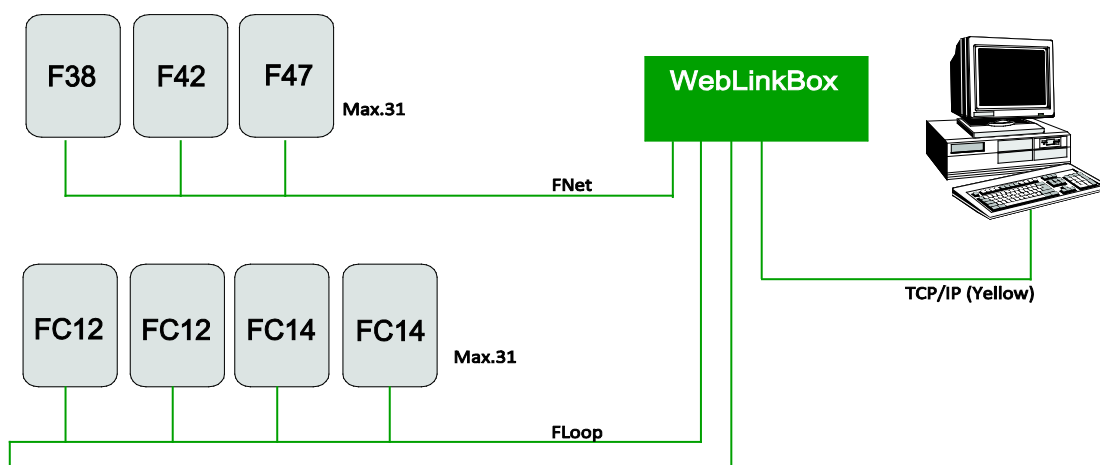 F38
F42
F47
Max.31
WebLinkBox
FNet
TCP/IP (Yellow)
FC12
FC12
FC14
FC14
Max.31
FLoop